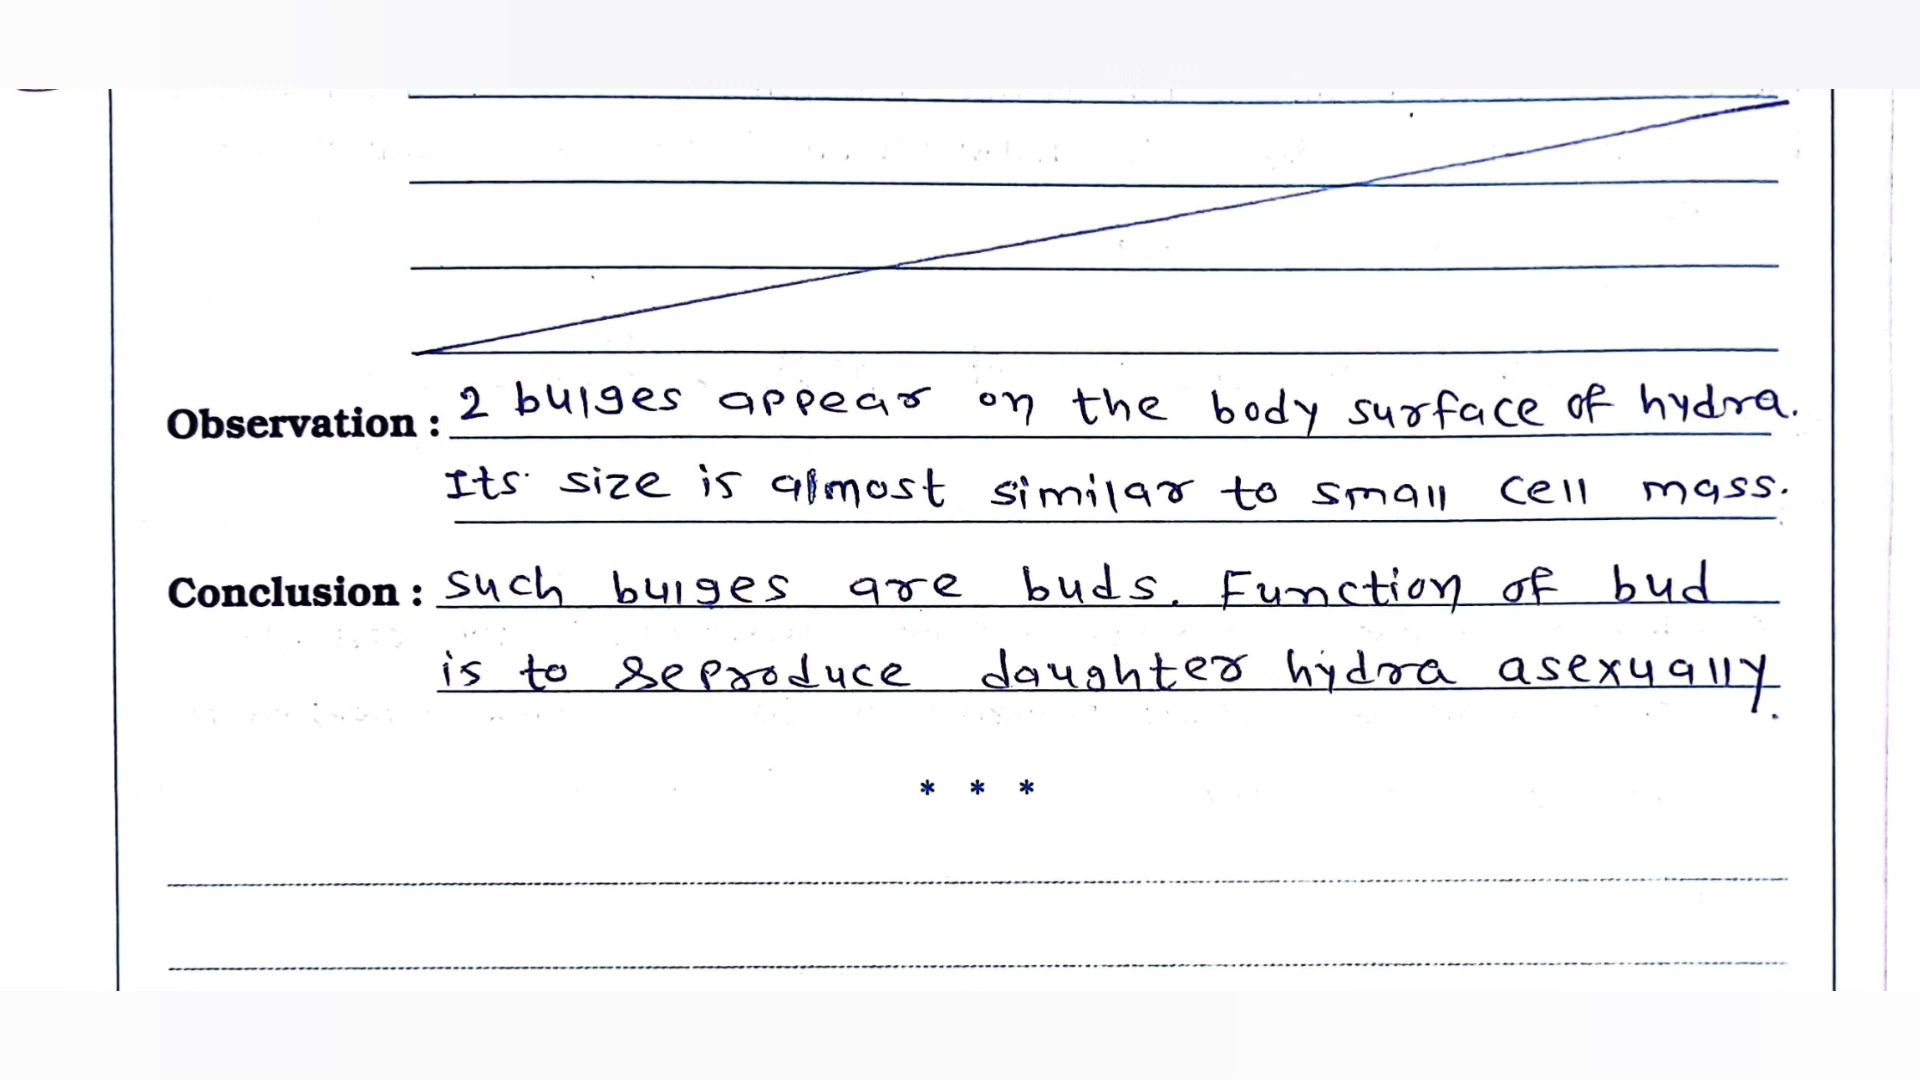 Observation : 2 bulges appear on the body surface of hydra.
Its size is almost similar to small cell mass.
Conclusion : such bulges are buds. Function of bud
is to reproduce daughter hydra asexually.
* * *